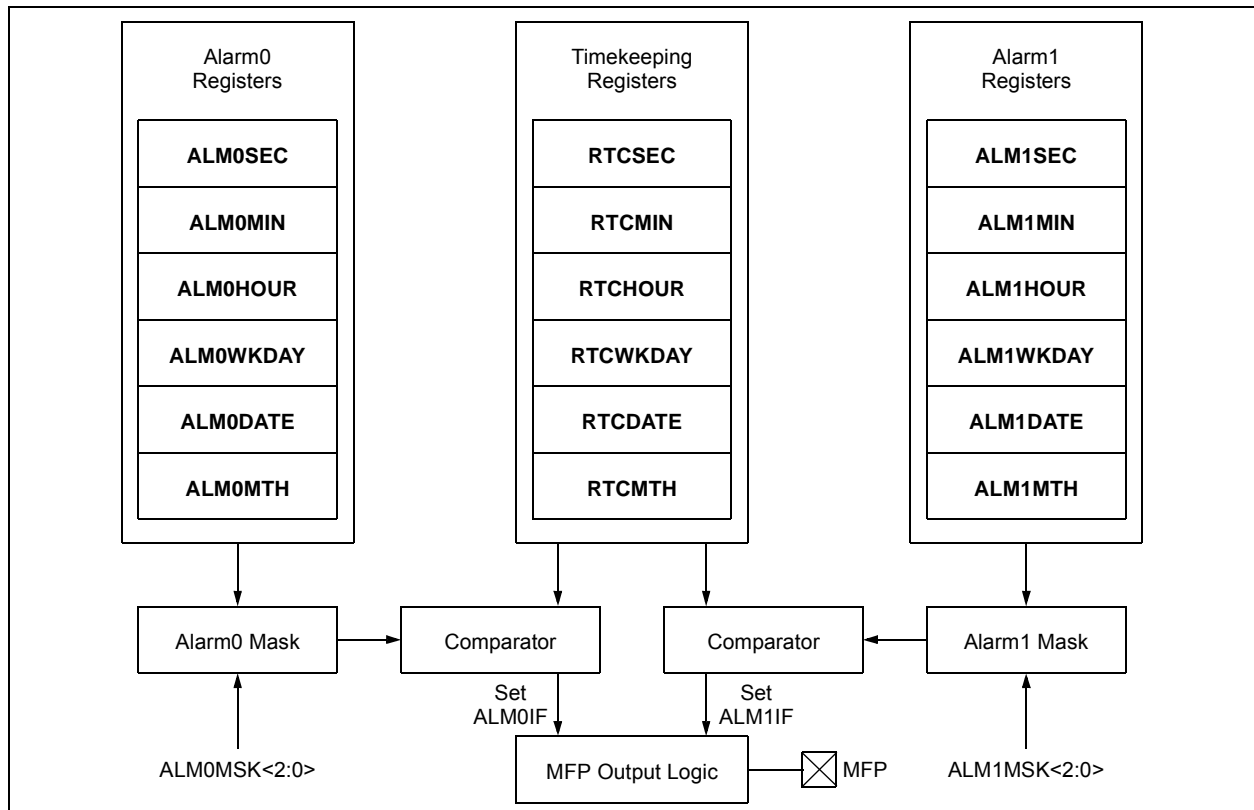 Alarm0
Registers
Timekeeping
Registers
Alarm1
Registers
ALM0SEC
RTCSEC
ALM1SEC
ALM0MIN
RTCMIN
ALM1MIN
ALM0HOUR
RTCHOUR
ALM1HOUR
ALM0WKDAY
RTCWKDAY
ALM1WKDAY
ALM0DATE
RTCDATE
ALM1DATE
ALM0MTH
RTCMTH
ALM1MTH
Alarm0 Mask
Comparator
Comparator
Alarm1 Mask
Set
ALM0IF
Set
ALM1IF
ALM0MSK<2:0>
MFP Output Logic
MFP
ALM1MSK<2:0>